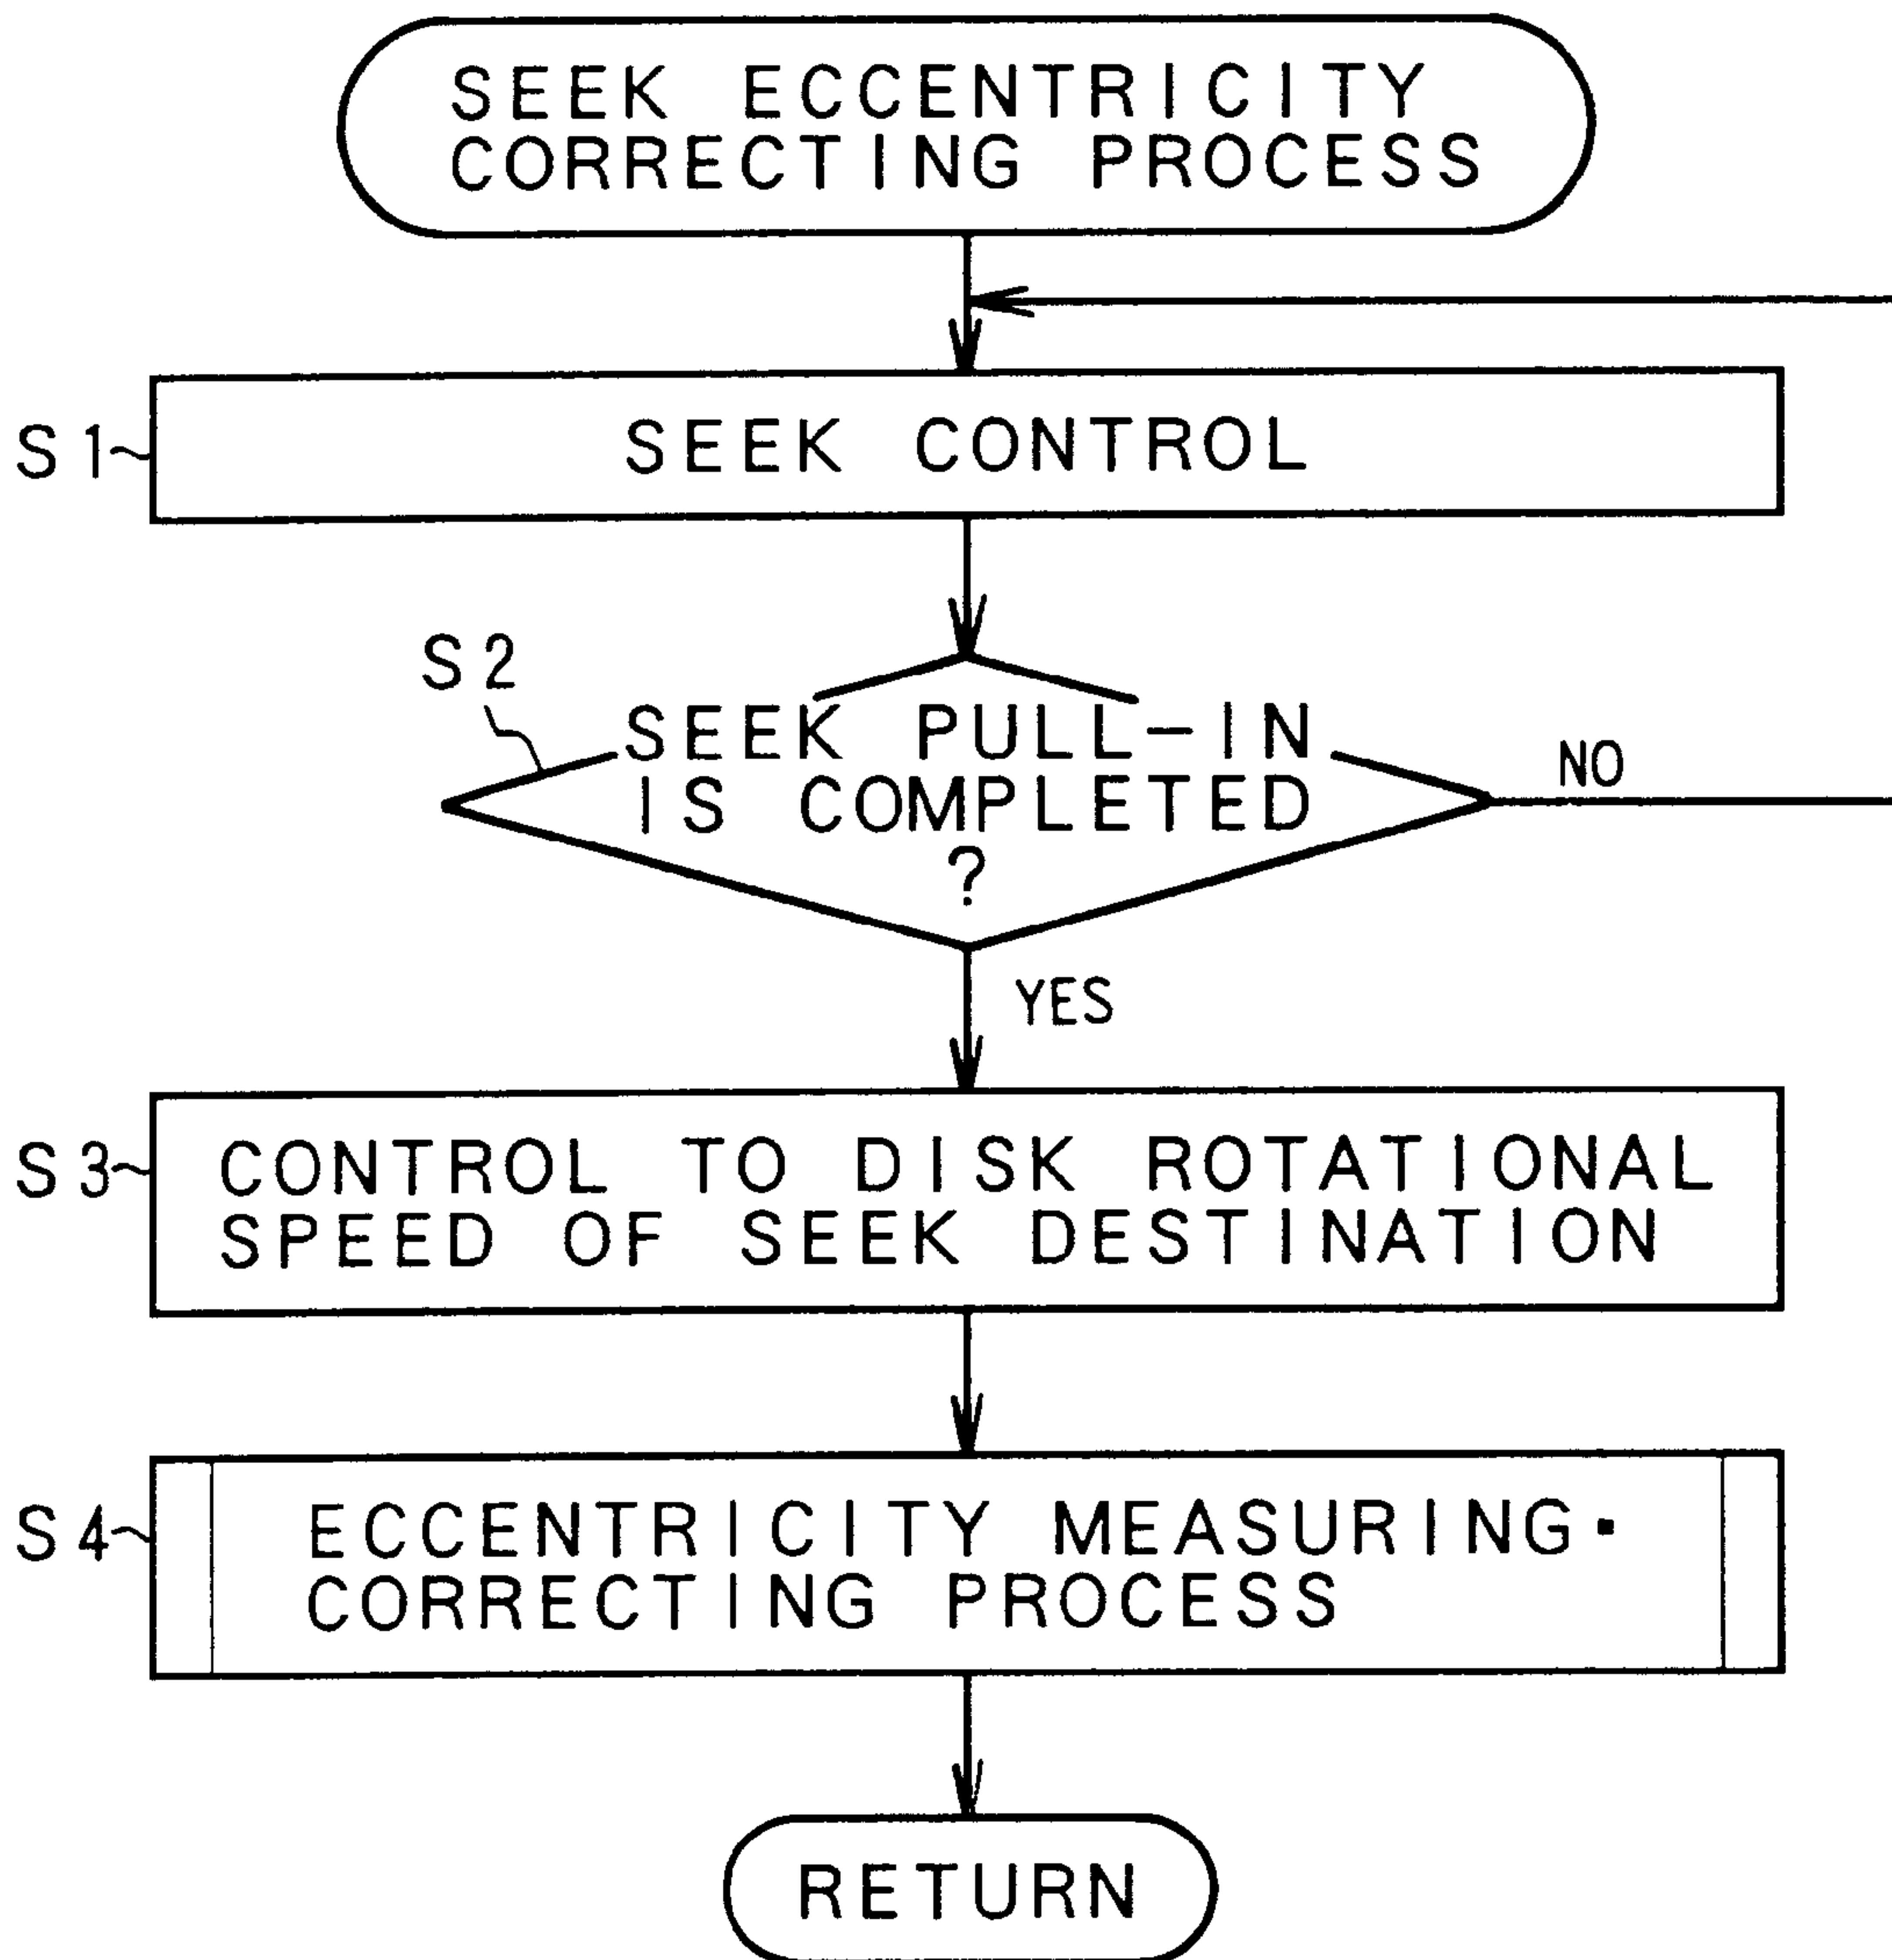 SEEK ECCENTRICITY
CORRECTING PROCESS
S1
SEEK CONTROL
S2
SEEK PULL-IN
IS COMPLETED
?
NO
YES
S3
CONTROL TO DISK ROTATIONAL
SPEED OF SEEK DESTINATION
S4
ECCENTRICITY MEASURING・
CORRECTING PROCESS
RETURN